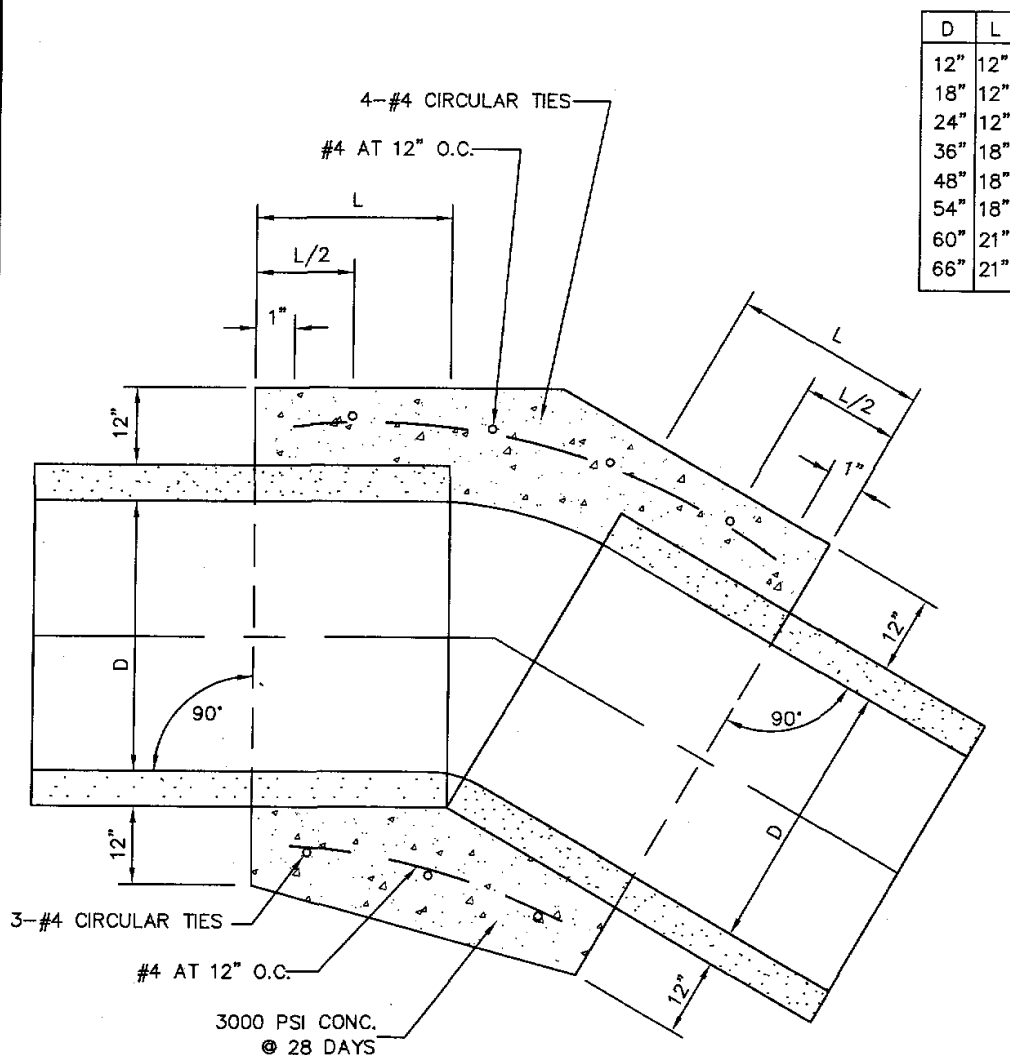 D L
12" 12"
18" 12"
24" 12"
36" 18"
48" 18"
54" 18"
60" 21"
66" 21"
4-#4 CIRCULAR TIES
#4 AT 12" O.C.
L
L/2
1"
L
L/2
1"
12"
12"
D
90°
90°
D
12"
12"
3-#4 CIRCULAR TIES
#4 AT 12" O.C.
3000 PSI CONC.
@ 28 DAYS